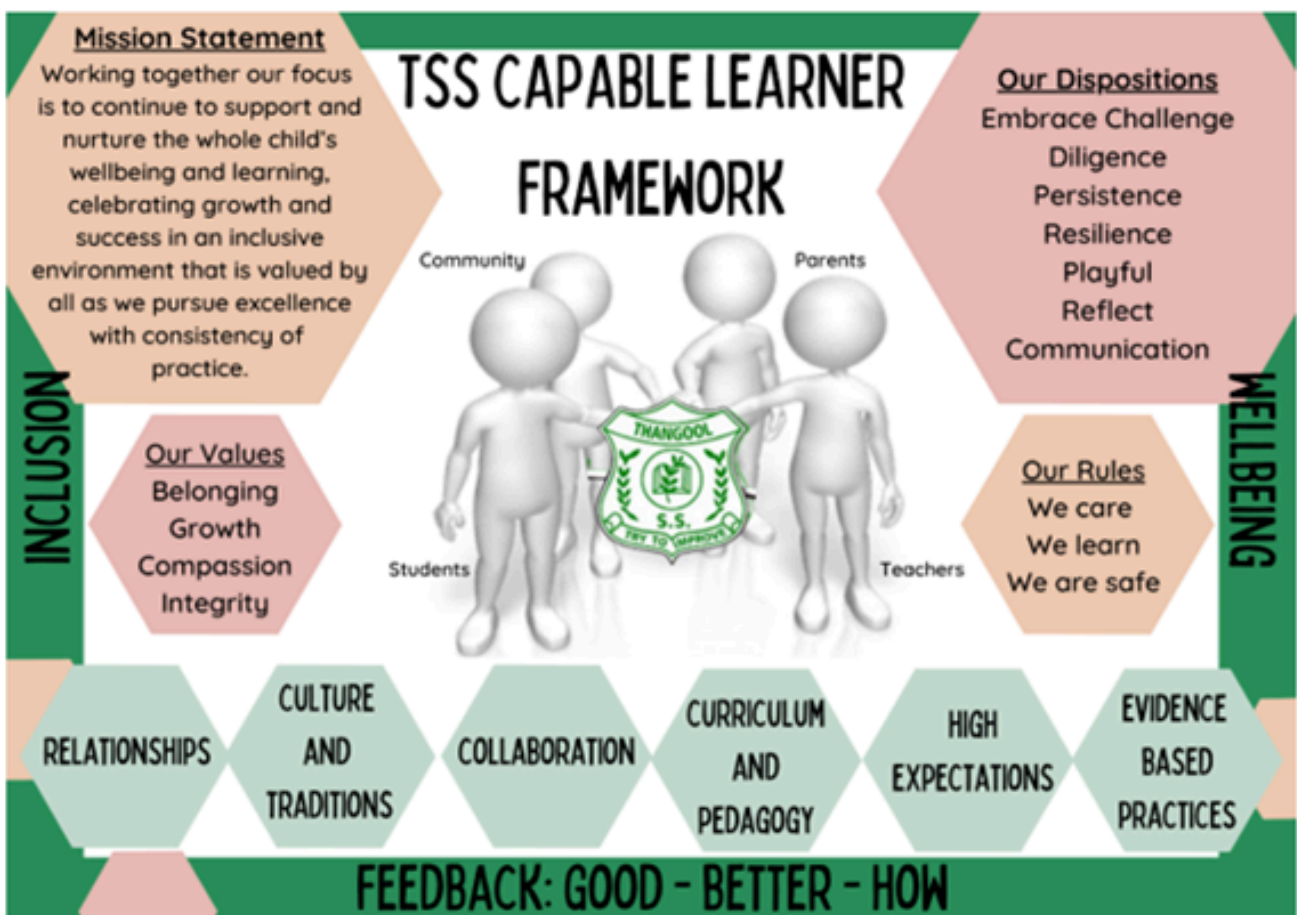 Mission Statement
Working together our focus
is to continue to support and
nurture the whole child's
wellbeing and learning,
celebrating growth and
success in an inclusive
environment that is valued by
all as we pursue excellence
with consistency of
practice.
TSS CAPABLE LEARNER
FRAMEWORK
Our Dispositions
Embrace Challenge
Diligence
Persistence
Resilience
Playful
Reflect
Communication
Community
Parents
Students
Teachers
THANGOOL
S.S.
TRY TO IMPROVE
INCLUSION
WELLBEING
Our Values
Belonging
Growth
Compassion
Integrity
Our Rules
We care
We learn
We are safe
RELATIONSHIPS
CULTURE
AND
TRADITIONS
COLLABORATION
CURRICULUM
AND
PEDAGOGY
HIGH
EXPECTATIONS
EVIDENCE
BASED
PRACTICES
FEEDBACK: GOOD - BETTER - HOW